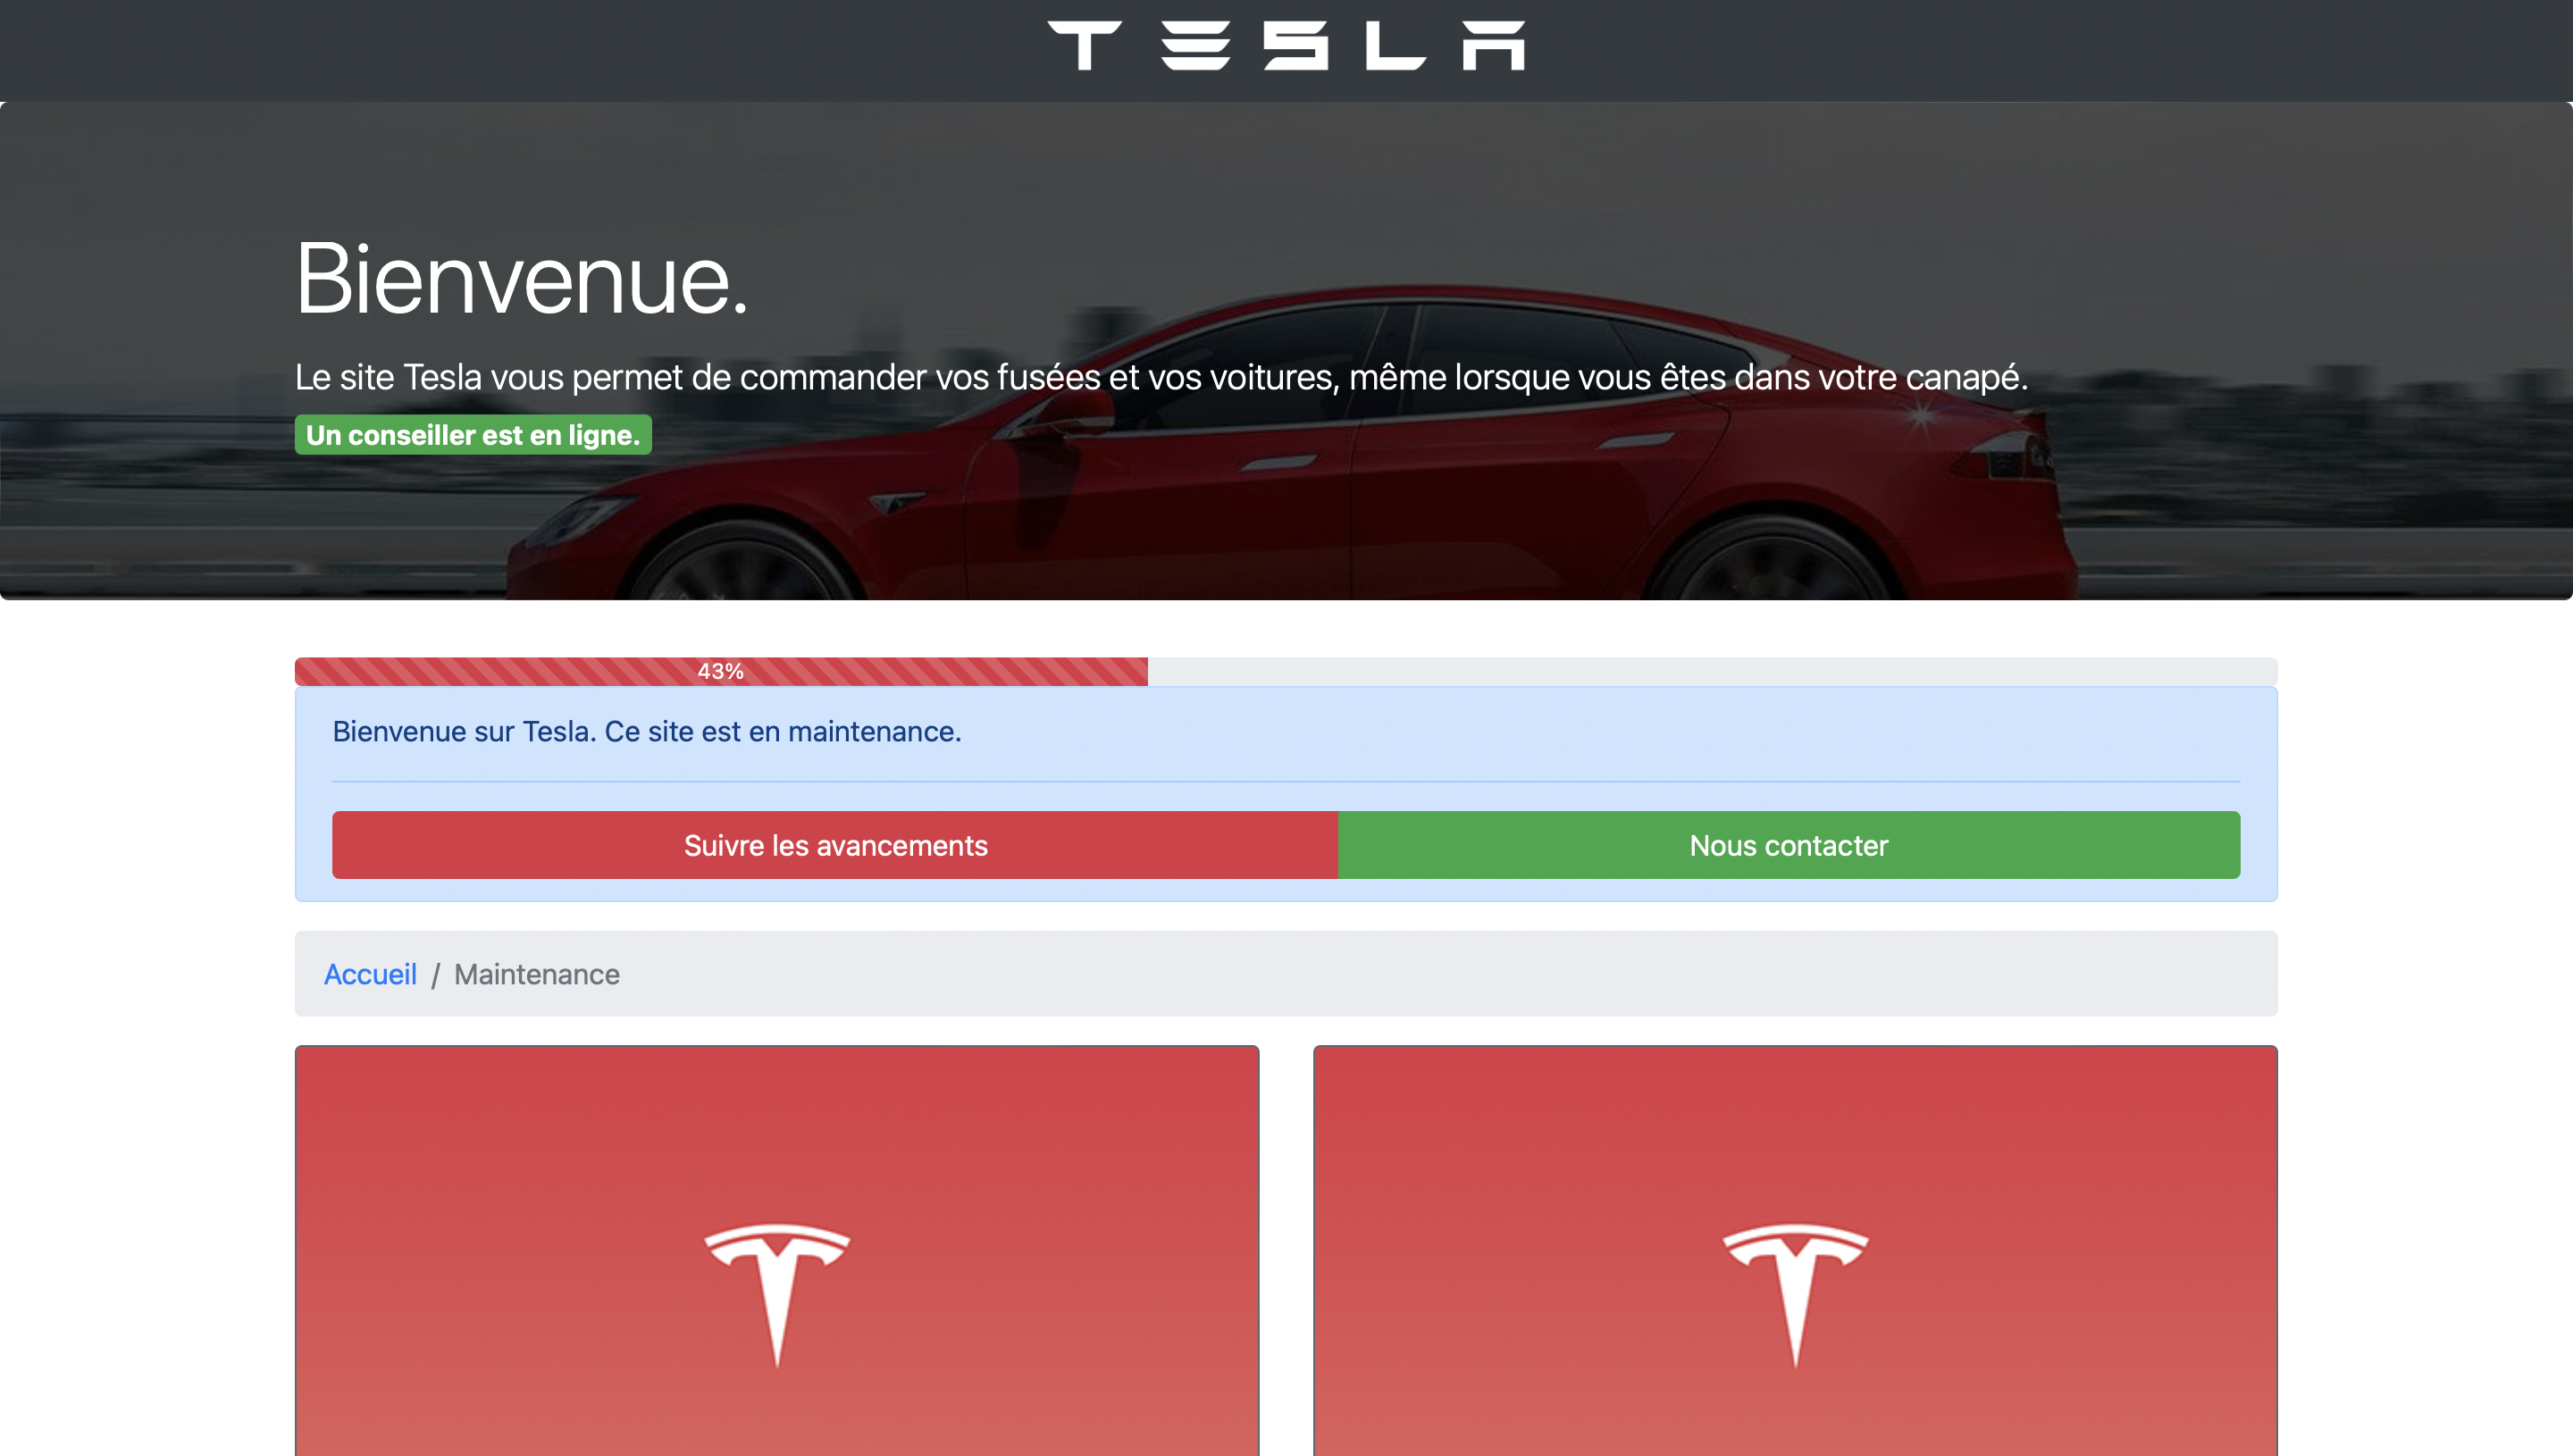 TESLA
Bienvenue.
Le site Tesla vous permet de commander vos fusées et vos voitures, même lorsque vous êtes dans votre canapé.
Un conseiller est en ligne.
43%
Bienvenue sur Tesla. Ce site est en maintenance.
Suivre les avancements
Nous contacter
Accueil / Maintenance